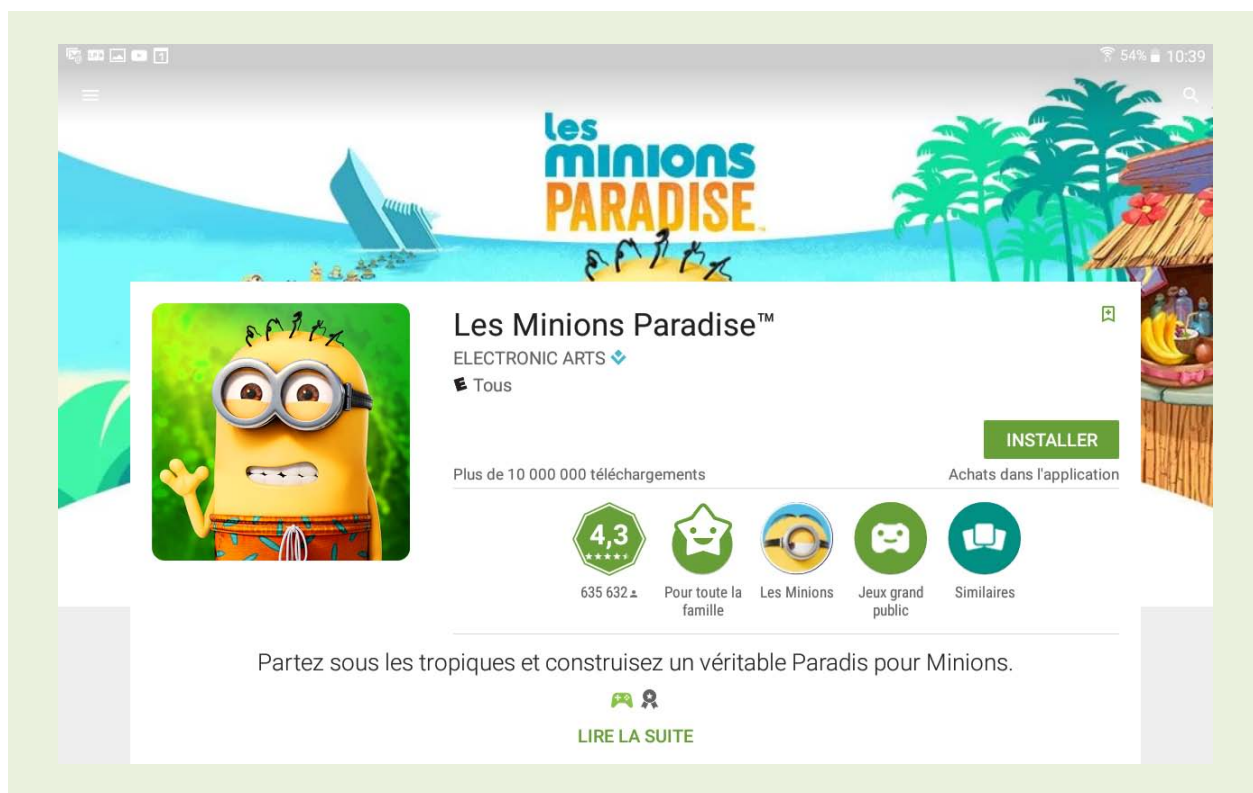 54% 10:39
les
minions
PARADISE
Les Minions Paradise™
ELECTRONIC ARTS
E Tous
INSTALLER
Plus de 10 000 000 téléchargements
Achats dans l'application
4,3
635 632
Pour toute la
famille
Les Minions
Jeux grand
public
Similaires
Partez sous les tropiques et construisez un véritable Paradis pour Minions.
LIRE LA SUITE